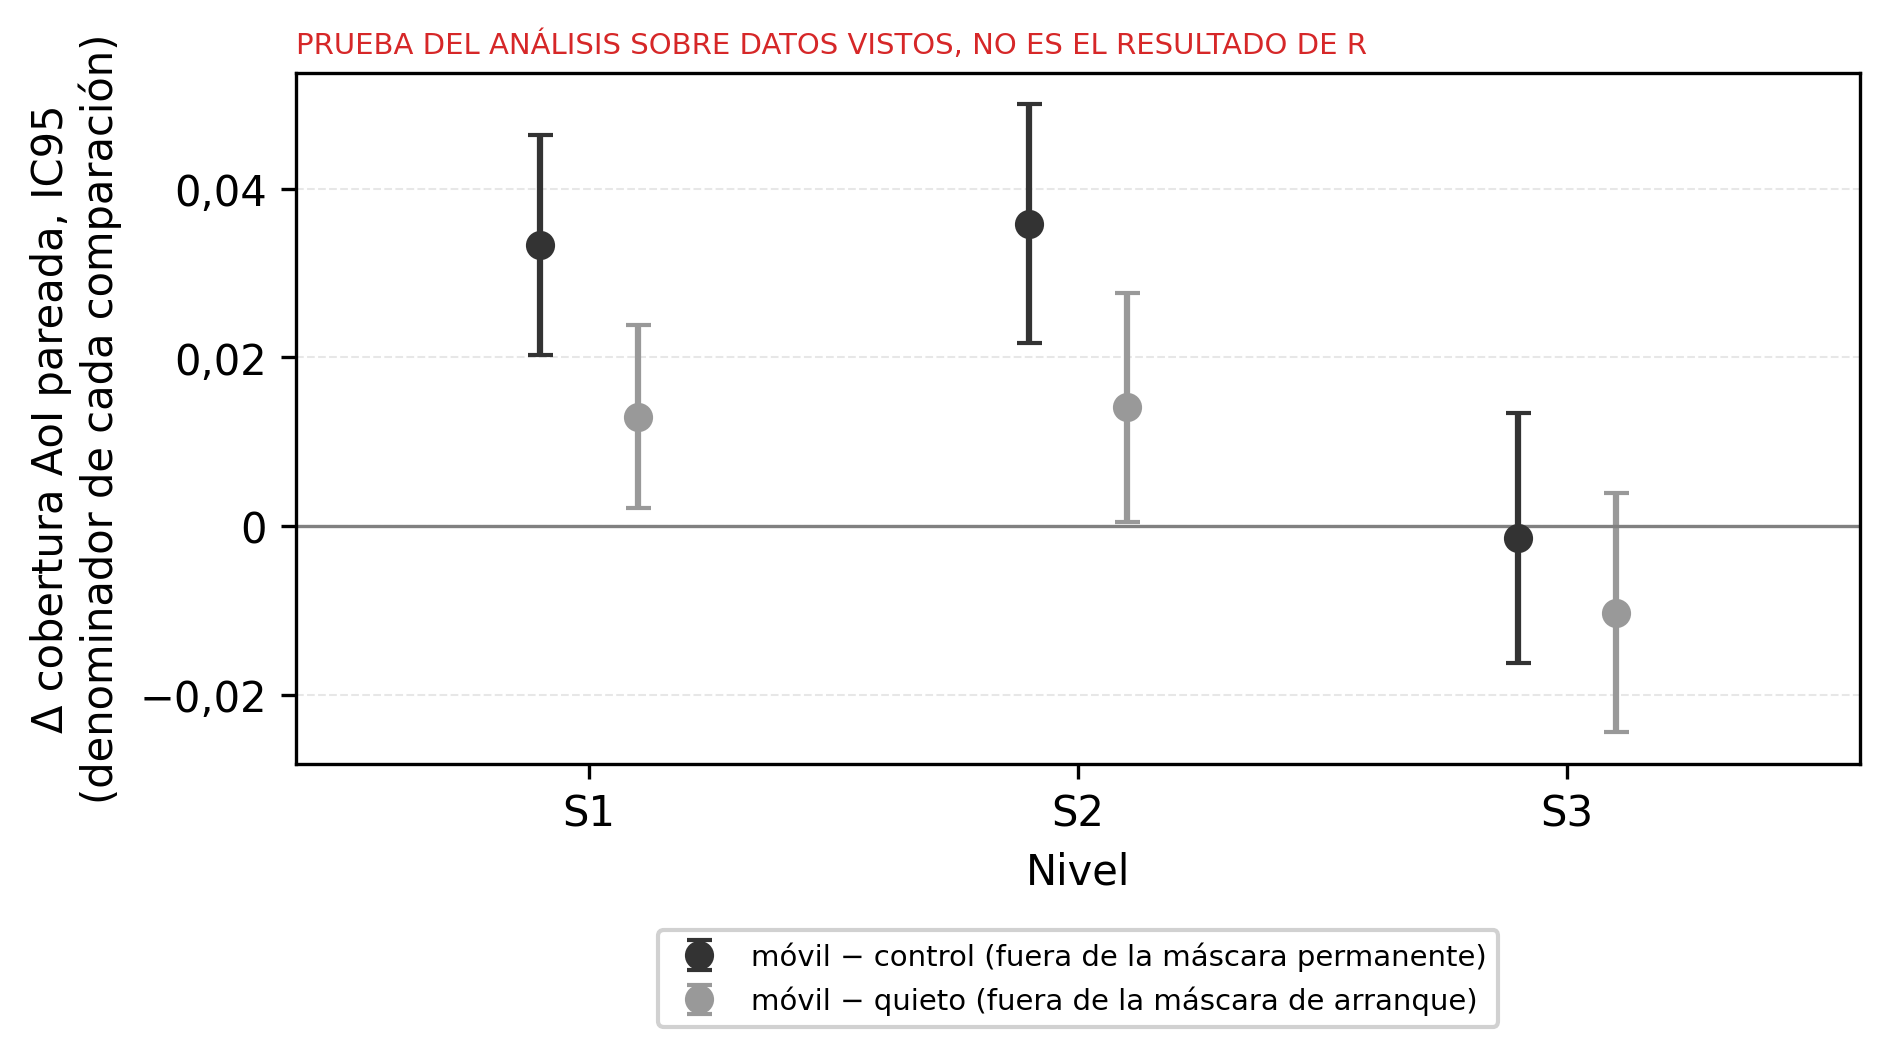 PRUEBA DEL ANÁLISIS SOBRE DATOS VISTOS, NO ES EL RESULTADO DE R
Δ cobertura AoI pareada, IC95
(denominador de cada comparación)
0,04
0,02
0
−0,02
S1
S2
S3
Nivel
móvil − control (fuera de la máscara permanente)
móvil − quieto (fuera de la máscara de arranque)